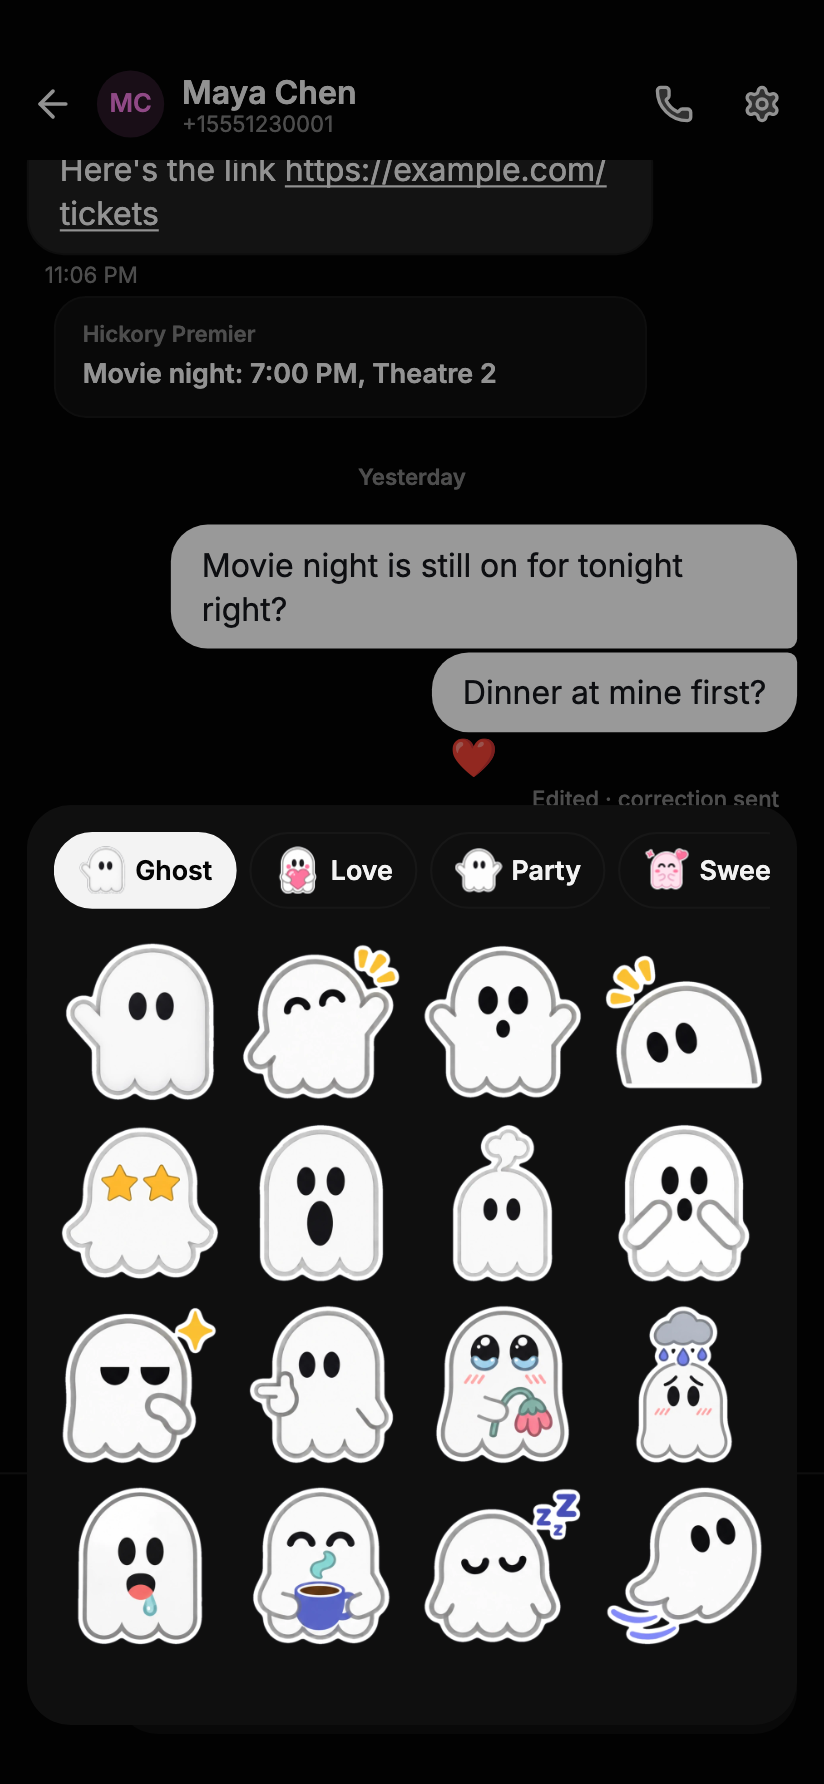 MC
Maya Chen
+15551230001
Here's the link https://example.com/
tickets
11:06 PM
Hickory Premier
Movie night: 7:00 PM, Theatre 2
Yesterday
Movie night is still on for tonight
right?
Dinner at mine first?
Edited · correction sent
Ghost
Love
Party
Swee
z z z